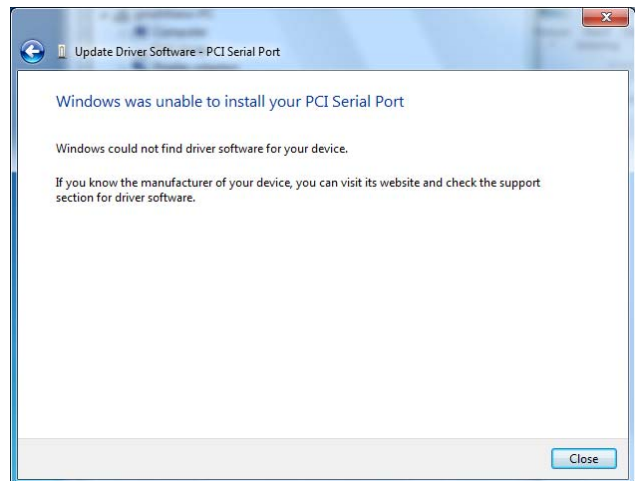 Computer
Update Driver Software - PCI Serial Port
Windows was unable to install your PCI Serial Port
Windows could not find driver software for your device.
If you know the manufacturer of your device, you can visit its website and check the support
section for driver software.
Close